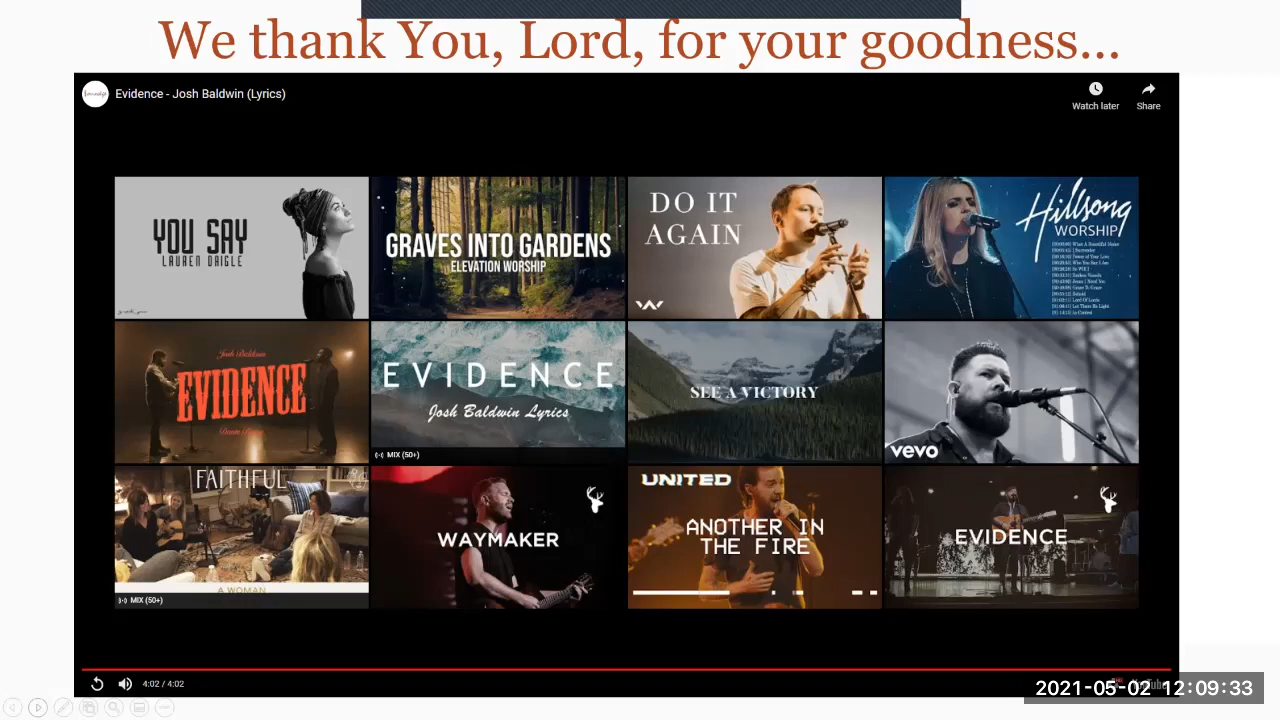 We thank You, Lord, for your goodness...
Evidence - Josh Baldwin (Lyrics)
Watch later
Share
YOU SAY
LAUREN DAIGLE
GRAVES INTO GARDENS
ELEVATION WORSHIP
DO IT
AGAIN
Hillsong
WORSHIP
Josh Baldwin
EVIDENCE
EVIDENCE
Josh Baldwin Lyrics
MIX (50+)
SEE A VICTORY
vevo
FAITHFUL
A WOMAN
MIX (50+)
WAYMAKER
UNITED
ANOTHER IN
THE FIRE
EVIDENCE
4:02 / 4:02
2021-05-02 12:09:33